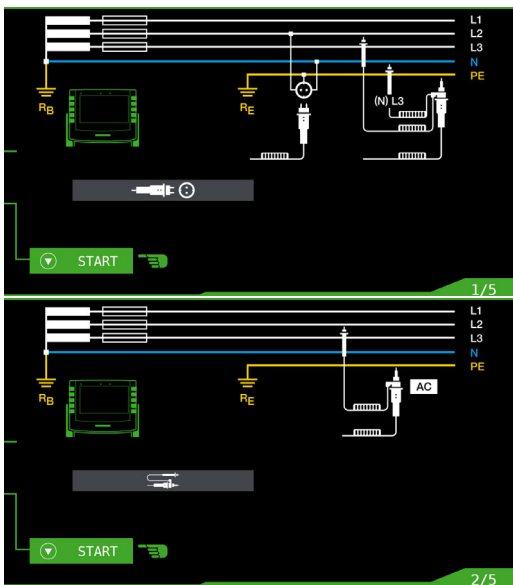 L1
L2
L3
N
PE
RB
RE
(N) L3
START
1/5
L1
L2
L3
N
PE
RB
RE
AC
START
2/5